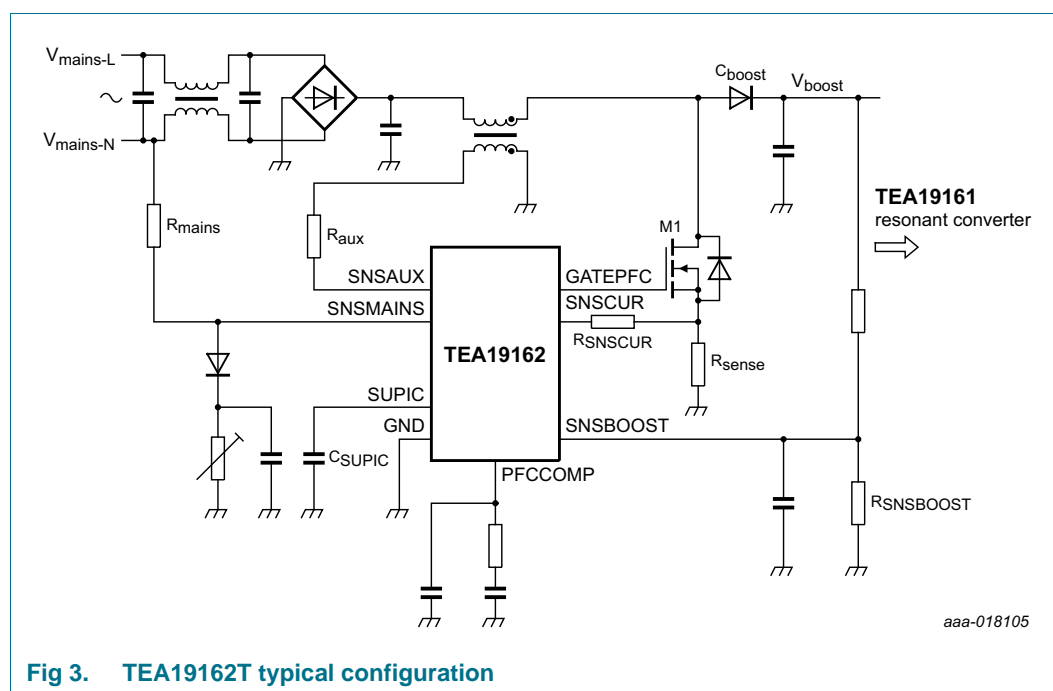 Vmains-L
Cboost
Vboost
Vmains-N
TEA19161
resonant converter
Rmains
Raux
M1
SNSAUX
GATEPFC
SNSMAINS
SNSCUR
RSNSCUR
TEA19162
Rsense
SUPIC
GND
SNSBOOST
CSUPIC
PFCCOMP
RSNSBOOST
aaa-018105
Fig 3. TEA19162T typical configuration